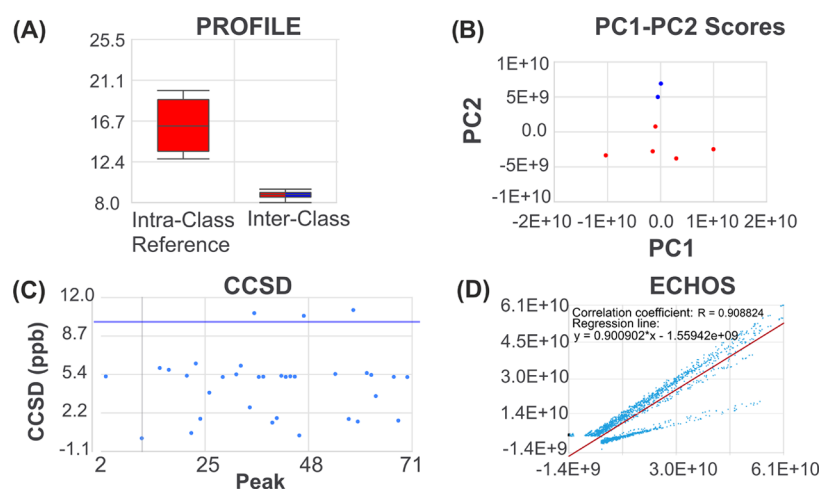 (A)
PROFILE
25.5
21.1
16.7
12.4
8.0
Intra-Class
Reference
Inter-Class
(B)
PC1-PC2 Scores
PC2
1E+10
5E+9
0.0
-5E+9
-1E+10
-2E+10 -1E+10 0.0 1E+10 2E+10
PC1
(C)
CCSD
CCSD (ppb)
12.0
8.7
5.4
2.2
-1.1
2 25 48 71
Peak
(D)
ECHOS
6.1E+10
4.5E+10
3.0E+10
1.4E+10
-1.4E+9
Correlation coefficient: R = 0.908824
Regression line:
y = 0.900902*x - 1.55942e+09
-1.4E+9 3.0E+10 6.1E+10